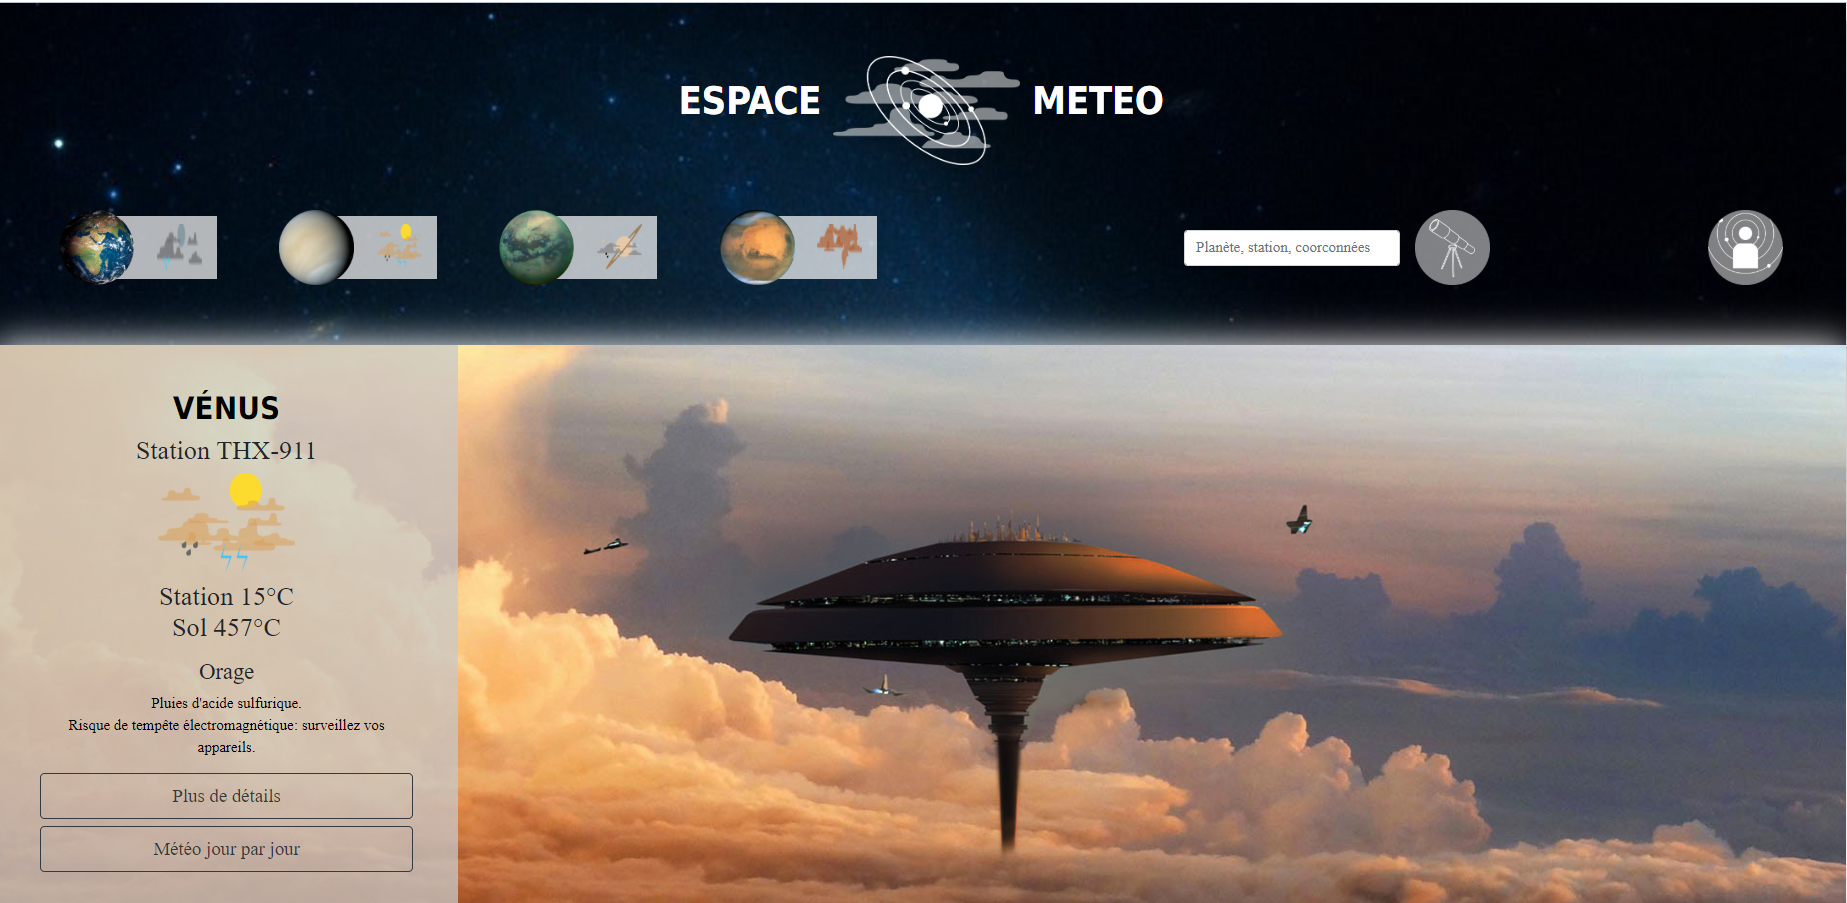 ESPACE METEO
Planète, station, coorconnées
VÉNUS
Station THX-911
Station 15°C
Sol 457°C
Orage
Pluies d'acide sulfurique.
Risque de tempête électromagnétique: surveillez vos
appareils.
Plus de détails
Météo jour par jour